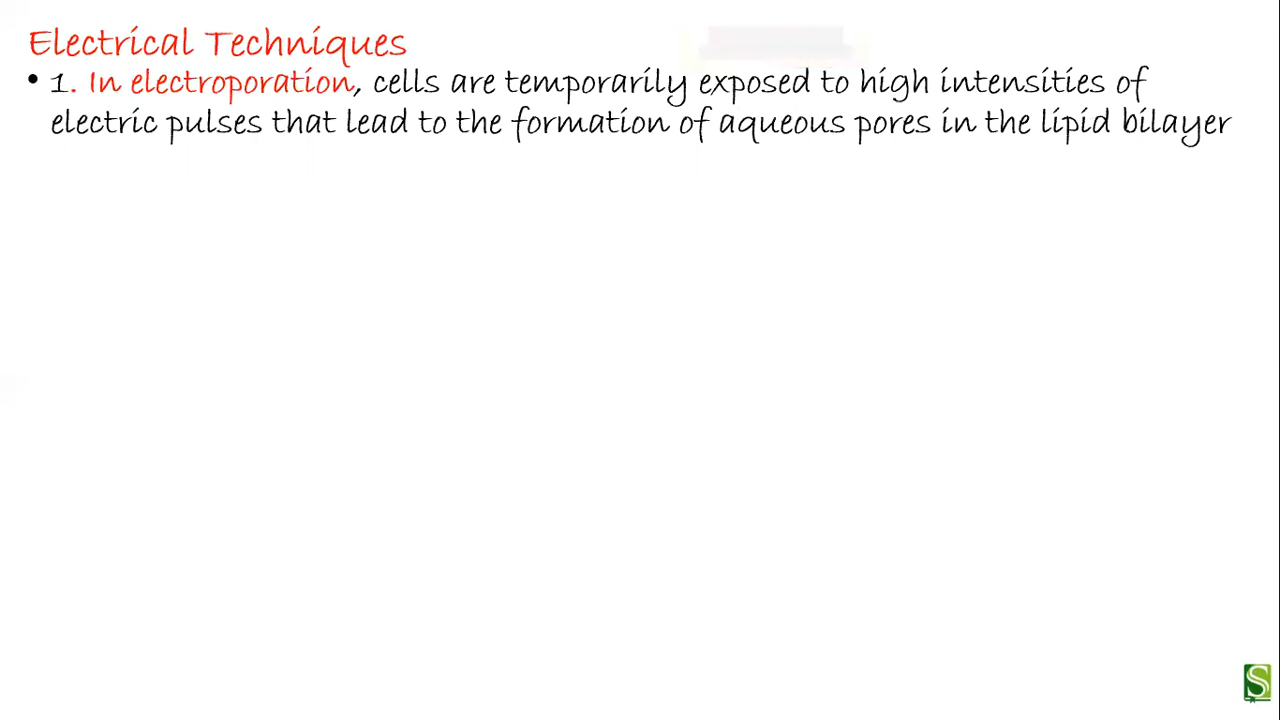 Electrical Techniques
• 1. In electroporation, cells are temporarily exposed to high intensities of
electric pulses that lead to the formation of aqueous pores in the lipid bilayer
S